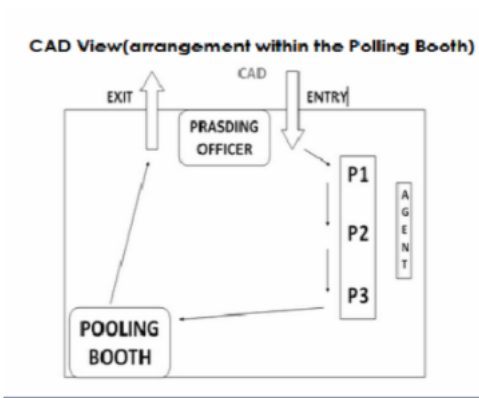 CAD View(arrangement within the Polling Booth)
CAD
EXIT
ENTRY
PRASDING
OFFICER
P1
P2
P3
A
G
E
N
T
POOLING
BOOTH